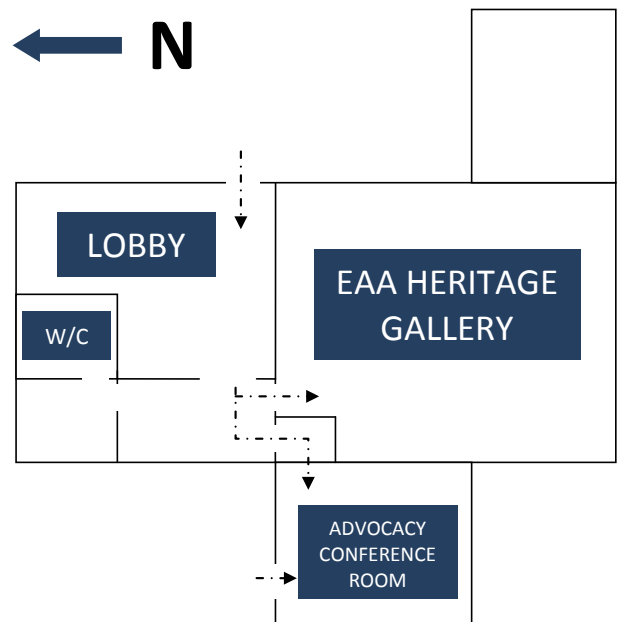 N
LOBBY
EAA HERITAGE
GALLERY
W/C
ADVOCACY
CONFERENCE
ROOM